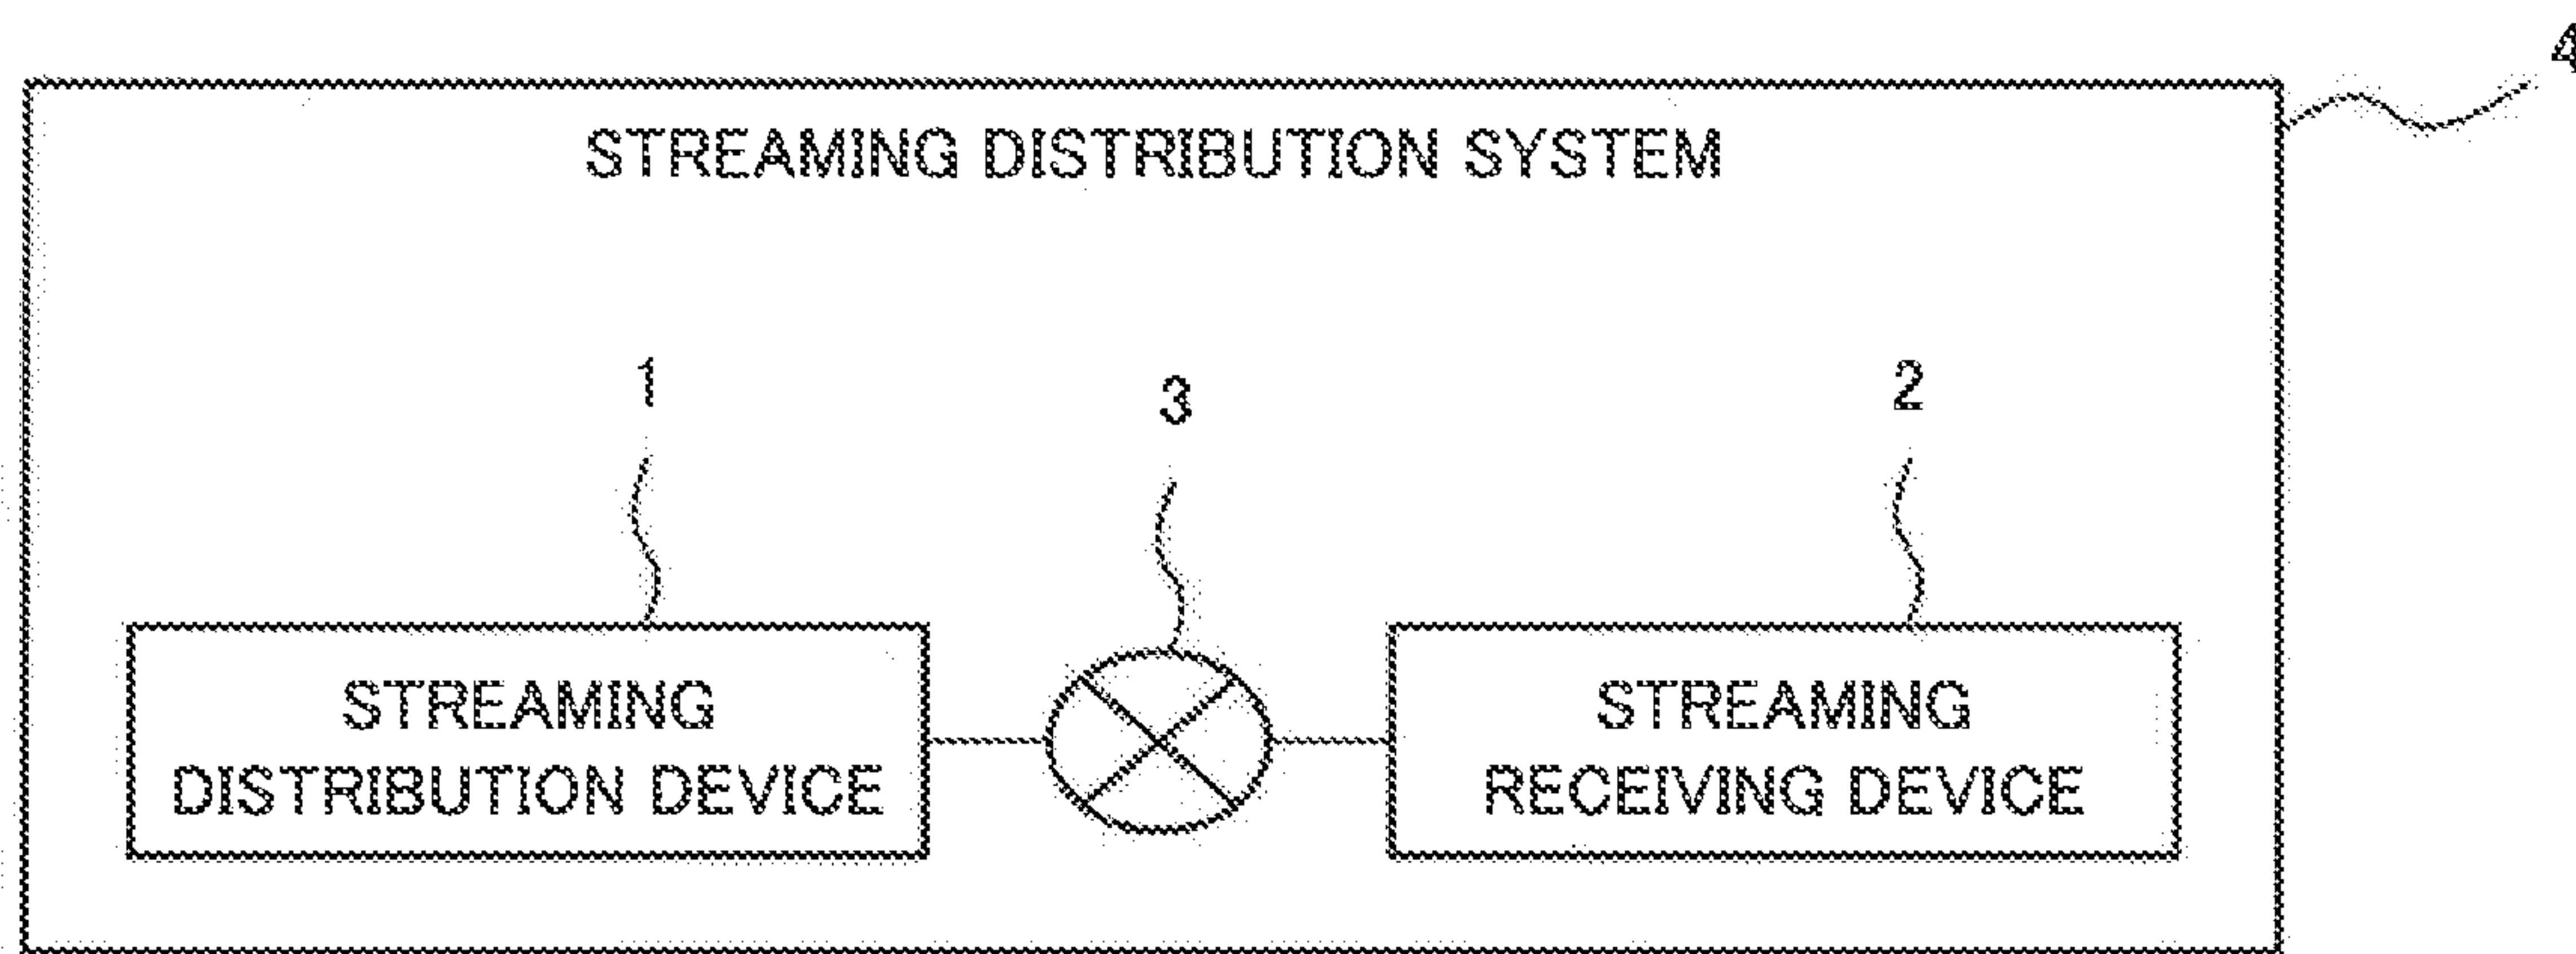 4
STREAMING DISTRIBUTION SYSTEM
1
3
2
STREAMING
DISTRIBUTION DEVICE
STREAMING
RECEIVING DEVICE